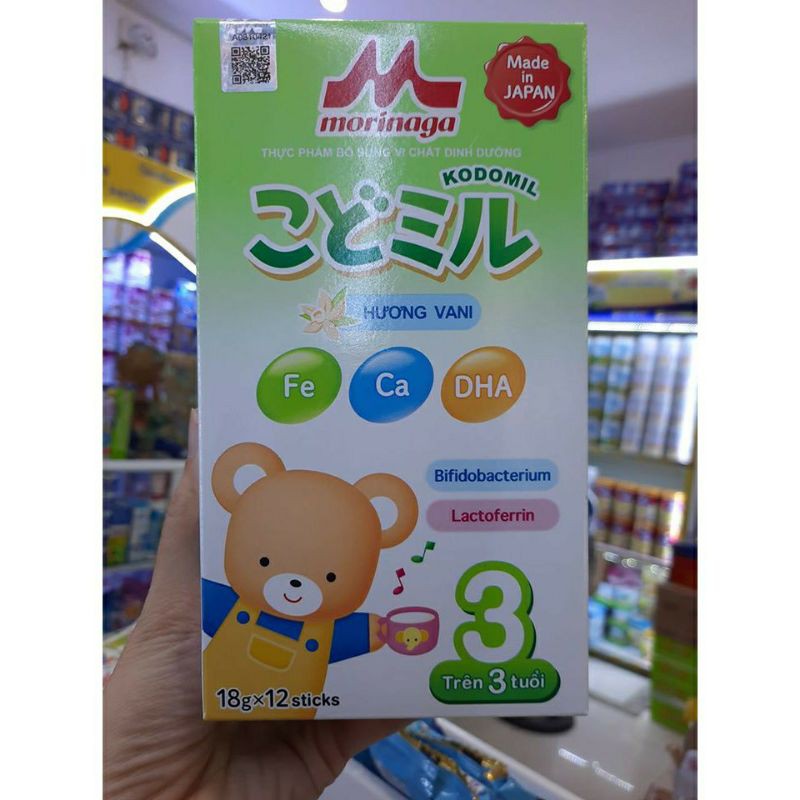 morinaga
Made
in
JAPAN
THỰC PHẨM BỔ SUNG VI CHẤT DINH DƯỠNG
KODOMIL
こどミル
HƯƠNG VANI
Fe
Ca
DHA
Bifidobacterium
Lactoferrin
3
Trên 3 tuổi
18g×12 sticks